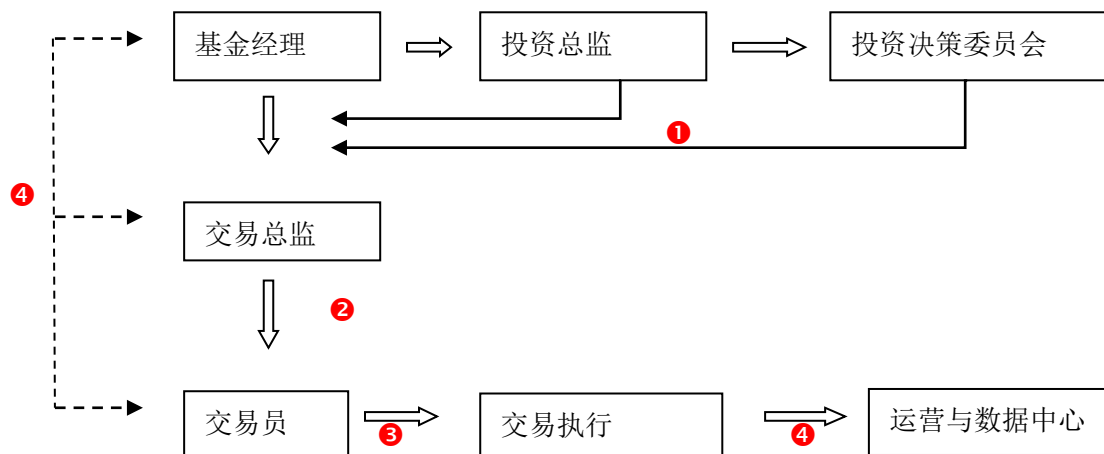 基金经理
投资总监
投资决策委员会
❶
❹
交易总监
❷
交易员
❸
交易执行
❹
运营与数据中心